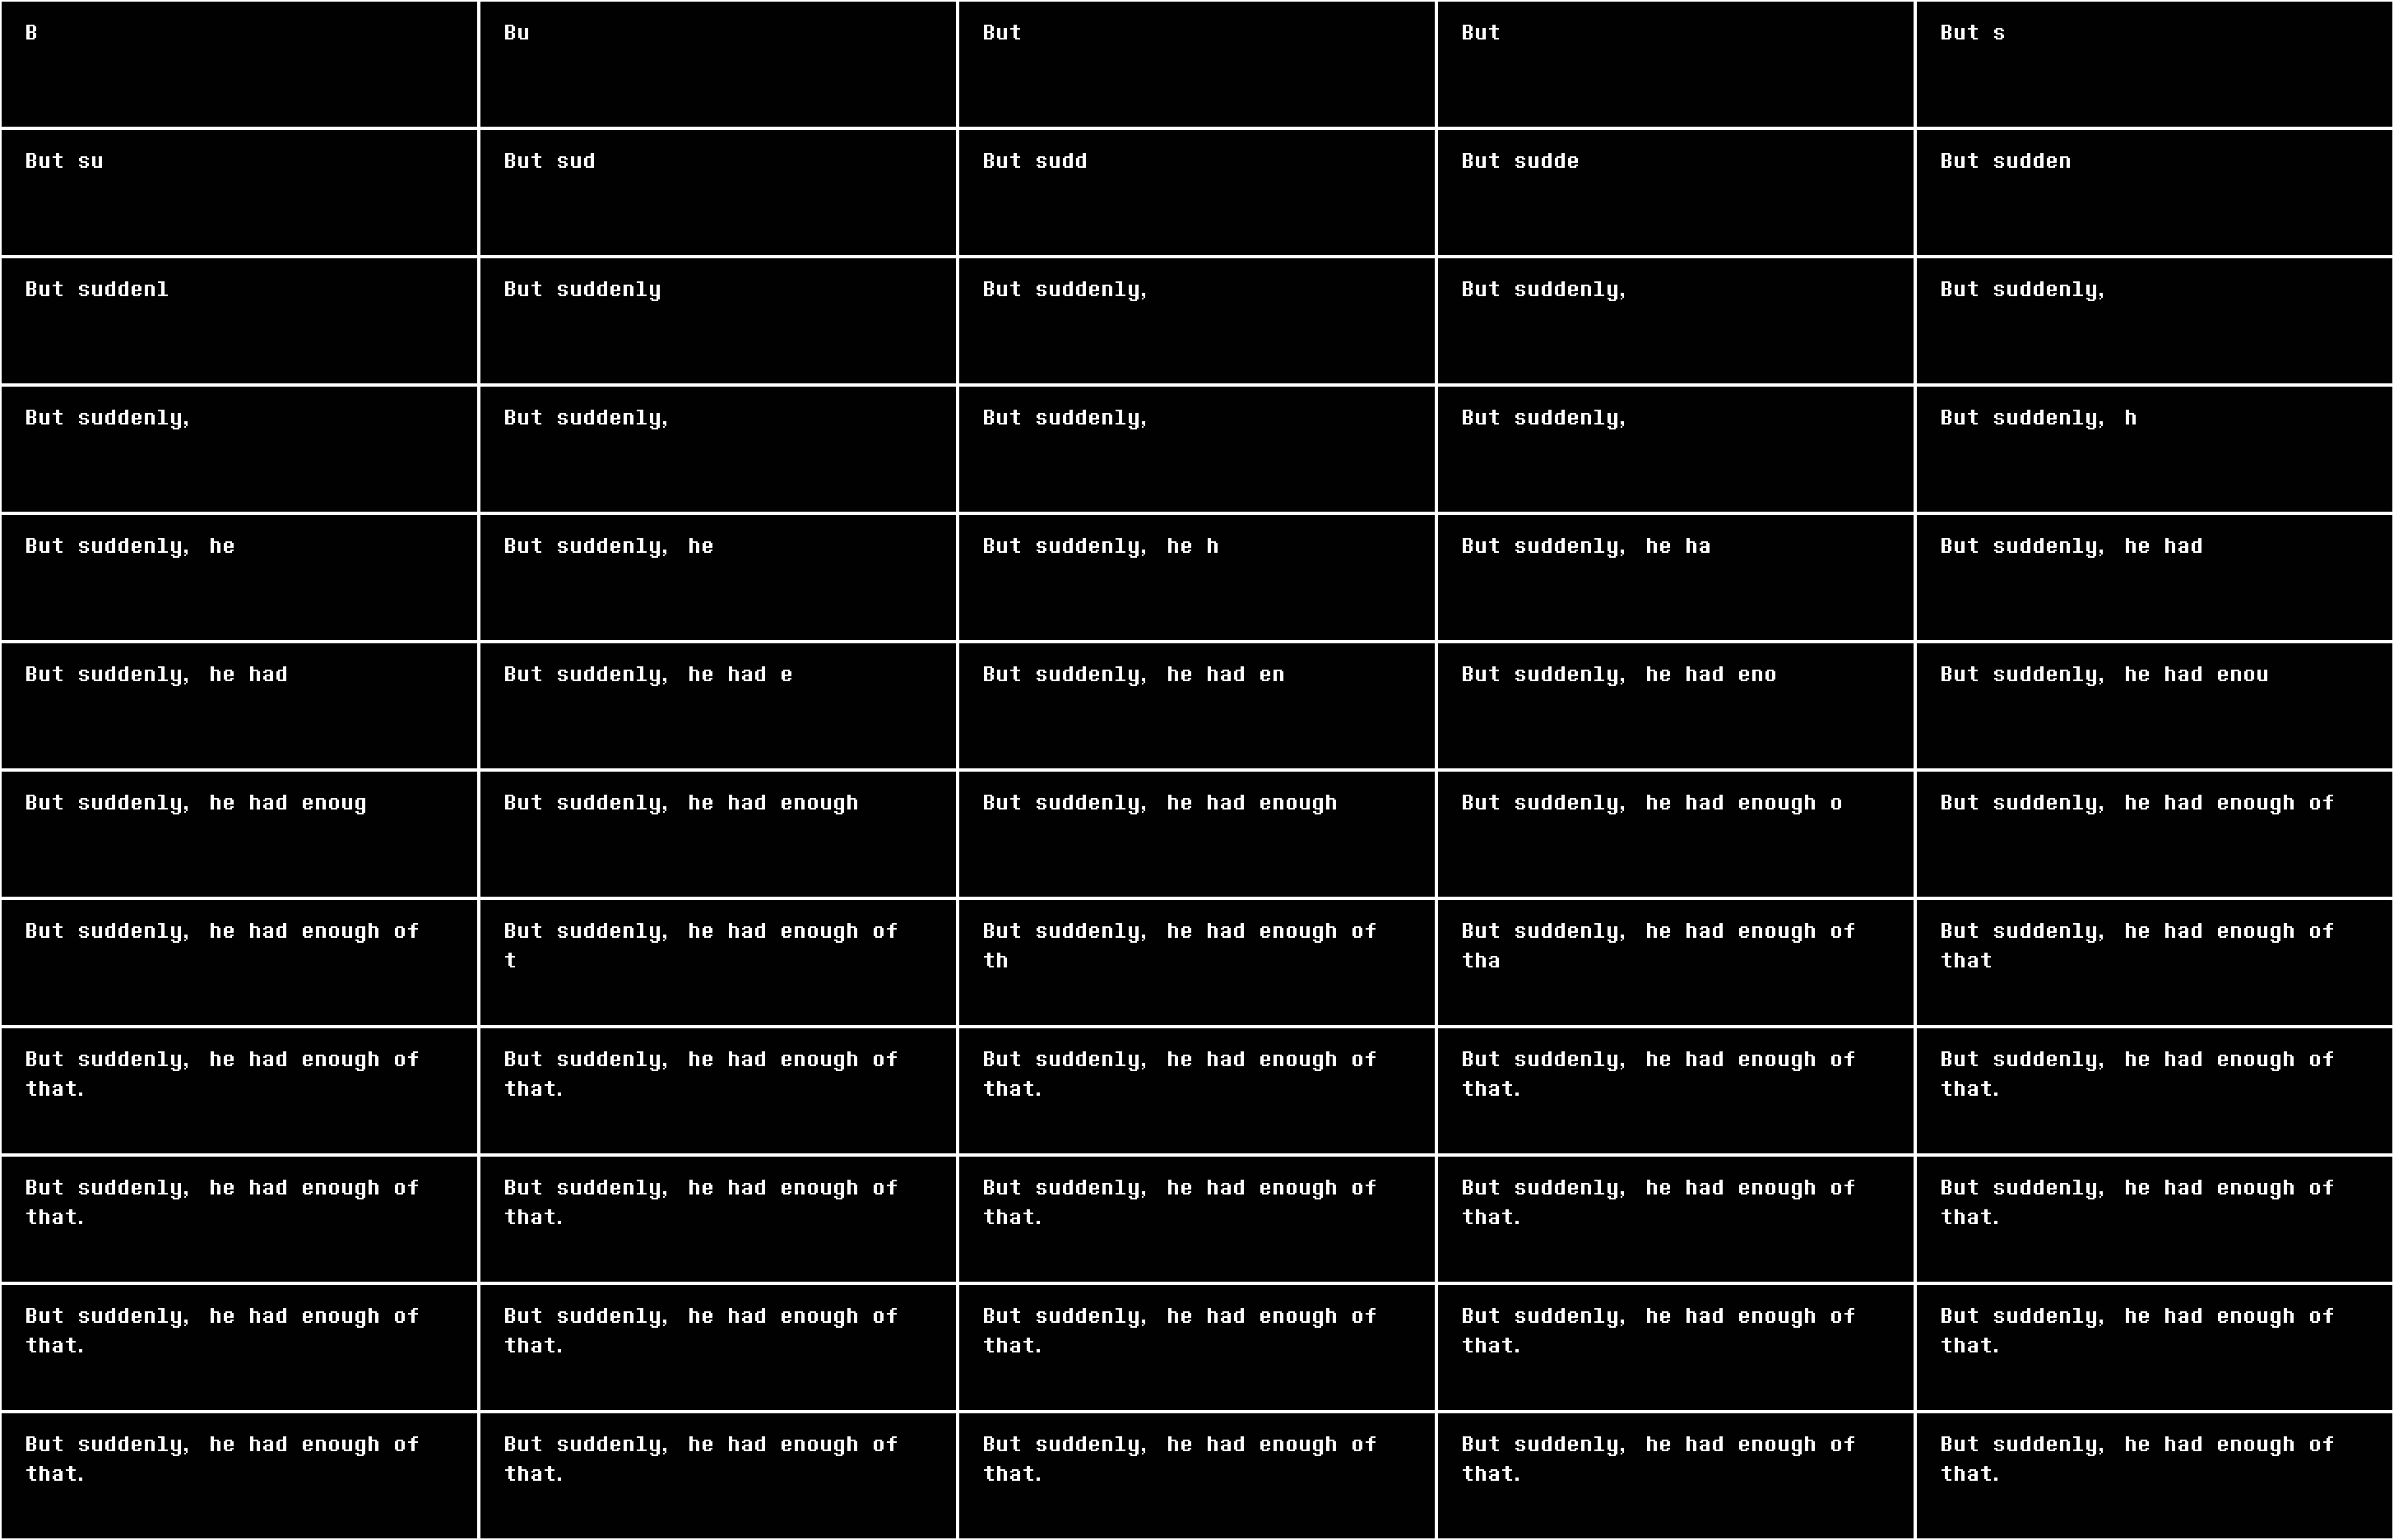 B
Bu
But
But
But s
But su
But sud
But sudd
But sudde
But sudden
But suddenl
But suddenly
But suddenly,
But suddenly,
But suddenly,
But suddenly,
But suddenly,
But suddenly,
But suddenly,
But suddenly, h
But suddenly, he
But suddenly, he
But suddenly, he h
But suddenly, he ha
But suddenly, he had
But suddenly, he had
But suddenly, he had e
But suddenly, he had en
But suddenly, he had eno
But suddenly, he had enou
But suddenly, he had enoug
But suddenly, he had enough
But suddenly, he had enough
But suddenly, he had enough o
But suddenly, he had enough of
But suddenly, he had enough of
But suddenly, he had enough of
t
But suddenly, he had enough of
th
But suddenly, he had enough of
tha
But suddenly, he had enough of
that
But suddenly, he had enough of
that.
But suddenly, he had enough of
that.
But suddenly, he had enough of
that.
But suddenly, he had enough of
that.
But suddenly, he had enough of
that.
But suddenly, he had enough of
that.
But suddenly, he had enough of
that.
But suddenly, he had enough of
that.
But suddenly, he had enough of
that.
But suddenly, he had enough of
that.
But suddenly, he had enough of
that.
But suddenly, he had enough of
that.
But suddenly, he had enough of
that.
But suddenly, he had enough of
that.
But suddenly, he had enough of
that.
But suddenly, he had enough of
that.
But suddenly, he had enough of
that.
But suddenly, he had enough of
that.
But suddenly, he had enough of
that.
But suddenly, he had enough of
that.